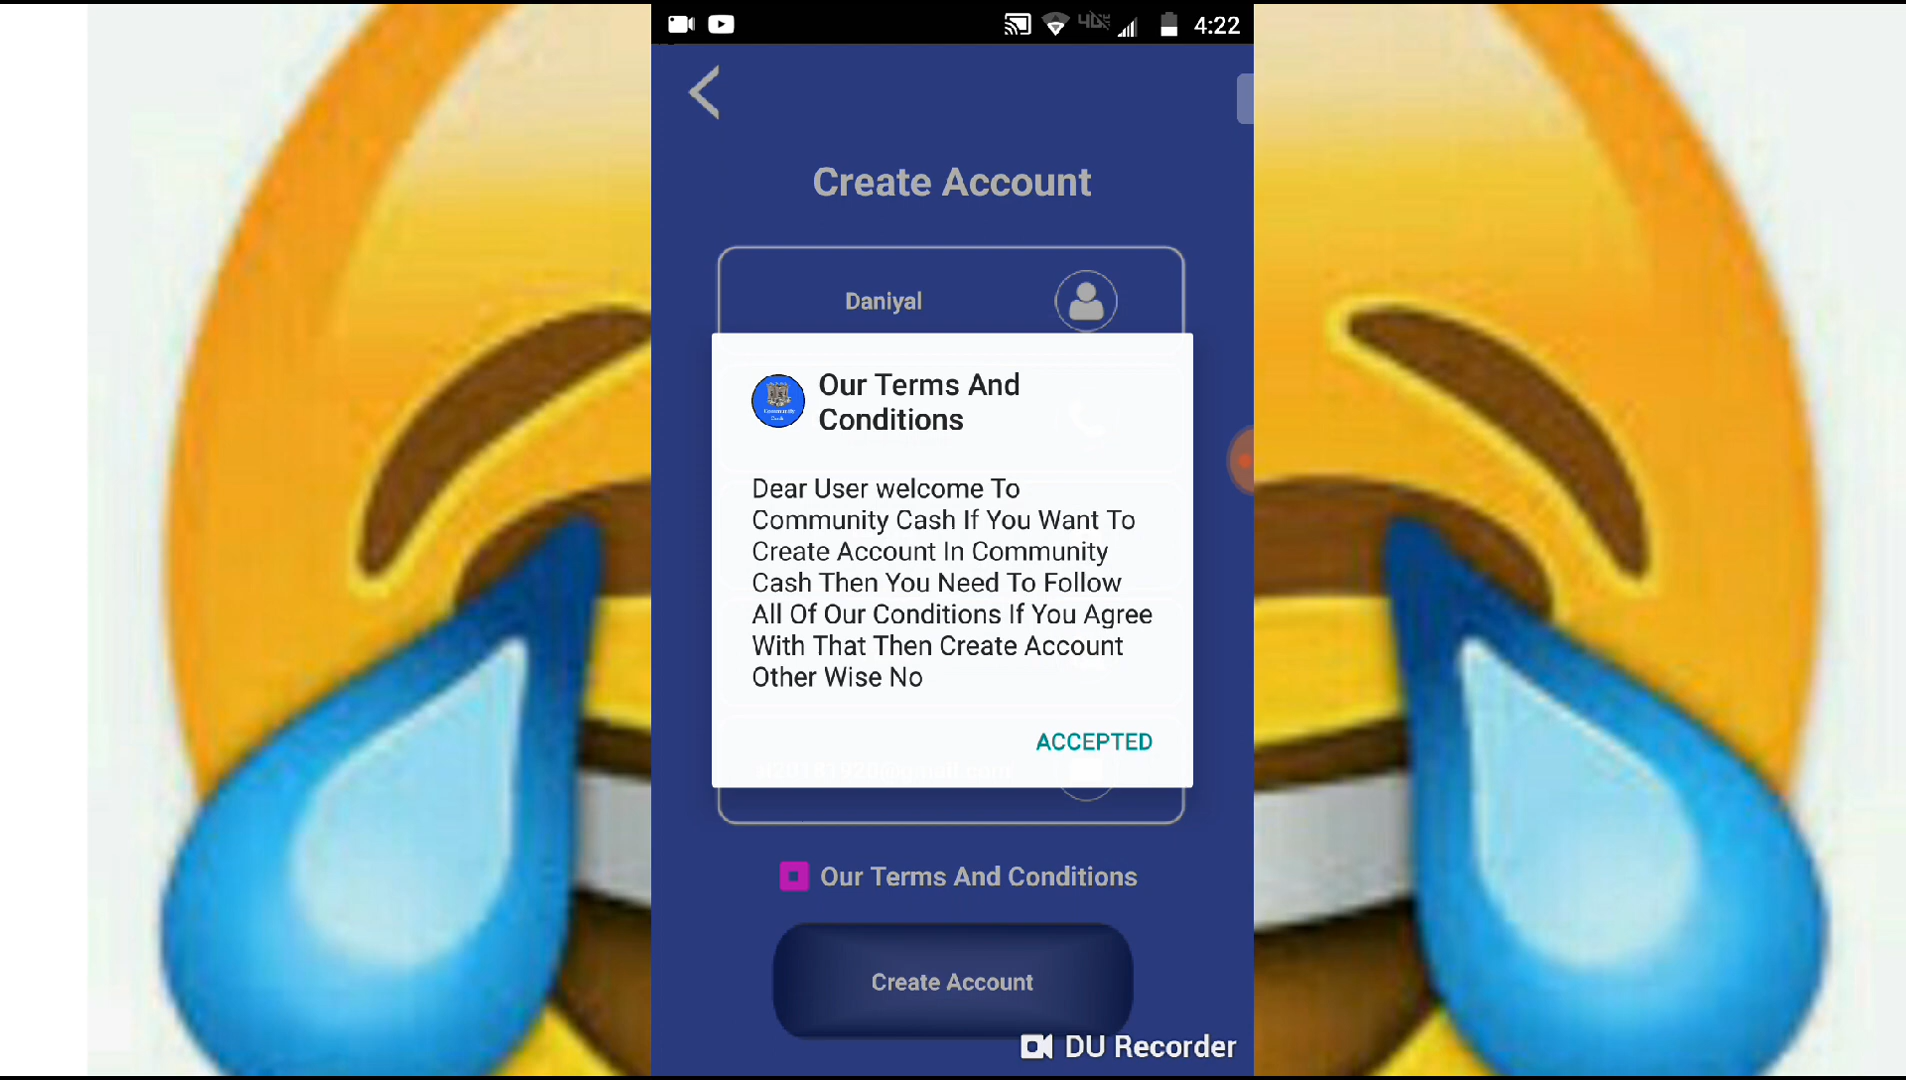 4:22
Create Account
Daniyal
Our Terms And
Conditions
Dear User welcome To
Community Cash If You Want To
Create Account In Community
Cash Then You Need To Follow
All Of Our Conditions If You Agree
With That Then Create Account
Other Wise No
ACCEPTED
Our Terms And Conditions
Create Account
DU Recorder